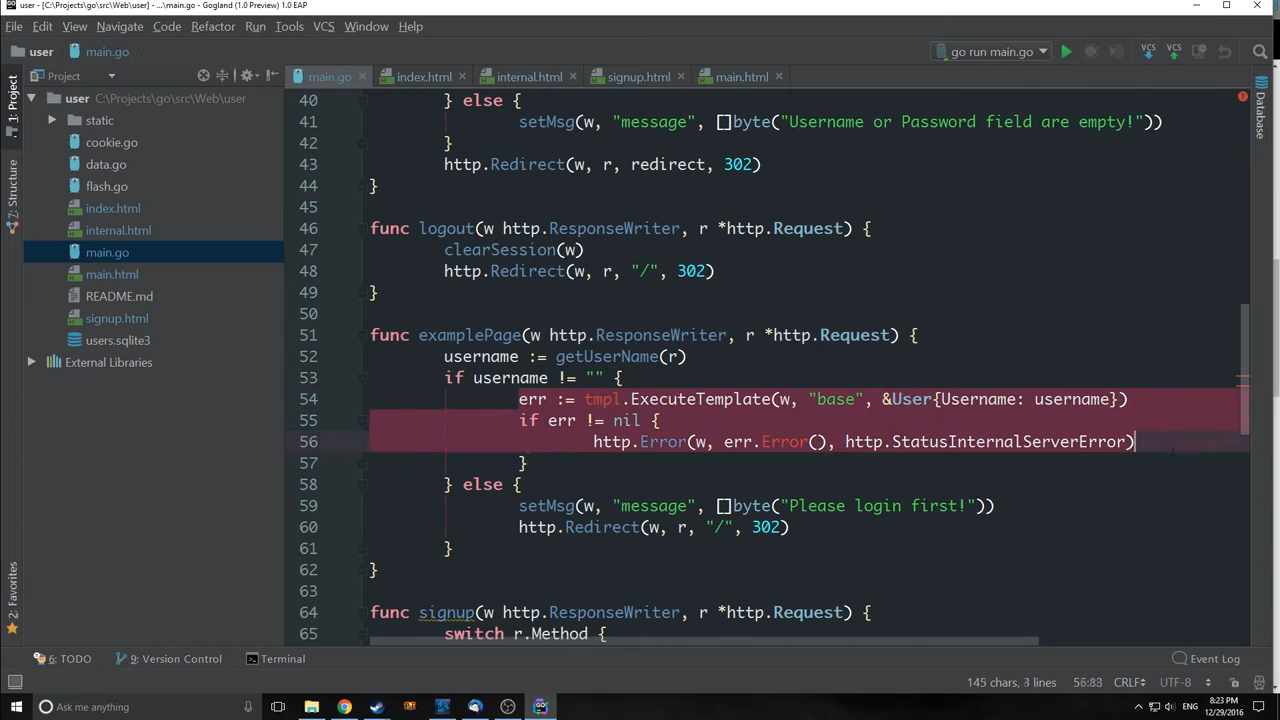 user - [C:\Projects\go\src\Web\user] - ...\main.go - Gogland (1.0 Preview) 1.0 EAP
File Edit View Navigate Code Refactor Run Tools VCS Window Help
user main.go
go run main.go
VCS VCS
Project
main.go index.html internal.html signup.html main.html
1: Project
7: Structure
2: Favorites
Database
user C:\Projects\go\src\Web\user
static
cookie.go
data.go
flash.go
index.html
internal.html
main.go
main.html
README.md
signup.html
users.sqlite3
External Libraries
40 } else {
41 setMsg(w, "message", []byte("Username or Password field are empty!"))
42 }
43 http.Redirect(w, r, redirect, 302)
44 }
45
46 func logout(w http.ResponseWriter, r *http.Request) {
47 clearSession(w)
48 http.Redirect(w, r, "/", 302)
49 }
50
51 func examplePage(w http.ResponseWriter, r *http.Request) {
52 username := getUserName(r)
53 if username != "" {
54 err := tmpl.ExecuteTemplate(w, "base", &User{Username: username})
55 if err != nil {
56 http.Error(w, err.Error(), http.StatusInternalServerError)
57 }
58 } else {
59 setMsg(w, "message", []byte("Please login first!"))
60 http.Redirect(w, r, "/", 302)
61 }
62 }
63
64 func signup(w http.ResponseWriter, r *http.Request) {
65 switch r.Method {
6: TODO 9: Version Control Terminal Event Log
145 chars, 3 lines 56:83 CRLF UTF-8
Ask me anything
ENG 8:23 PM
12/29/2016